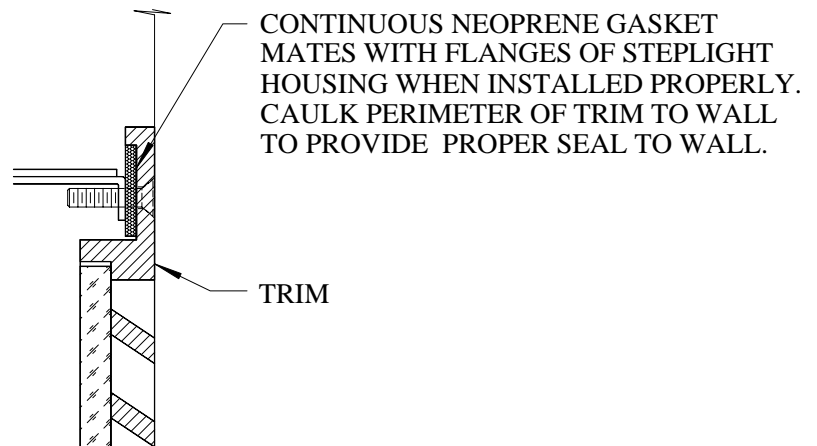 CONTINUOUS NEOPRENE GASKET
MATES WITH FLANGES OF STEPLIGHT
HOUSING WHEN INSTALLED PROPERLY.
CAULK PERIMETER OF TRIM TO WALL
TO PROVIDE PROPER SEAL TO WALL.
TRIM